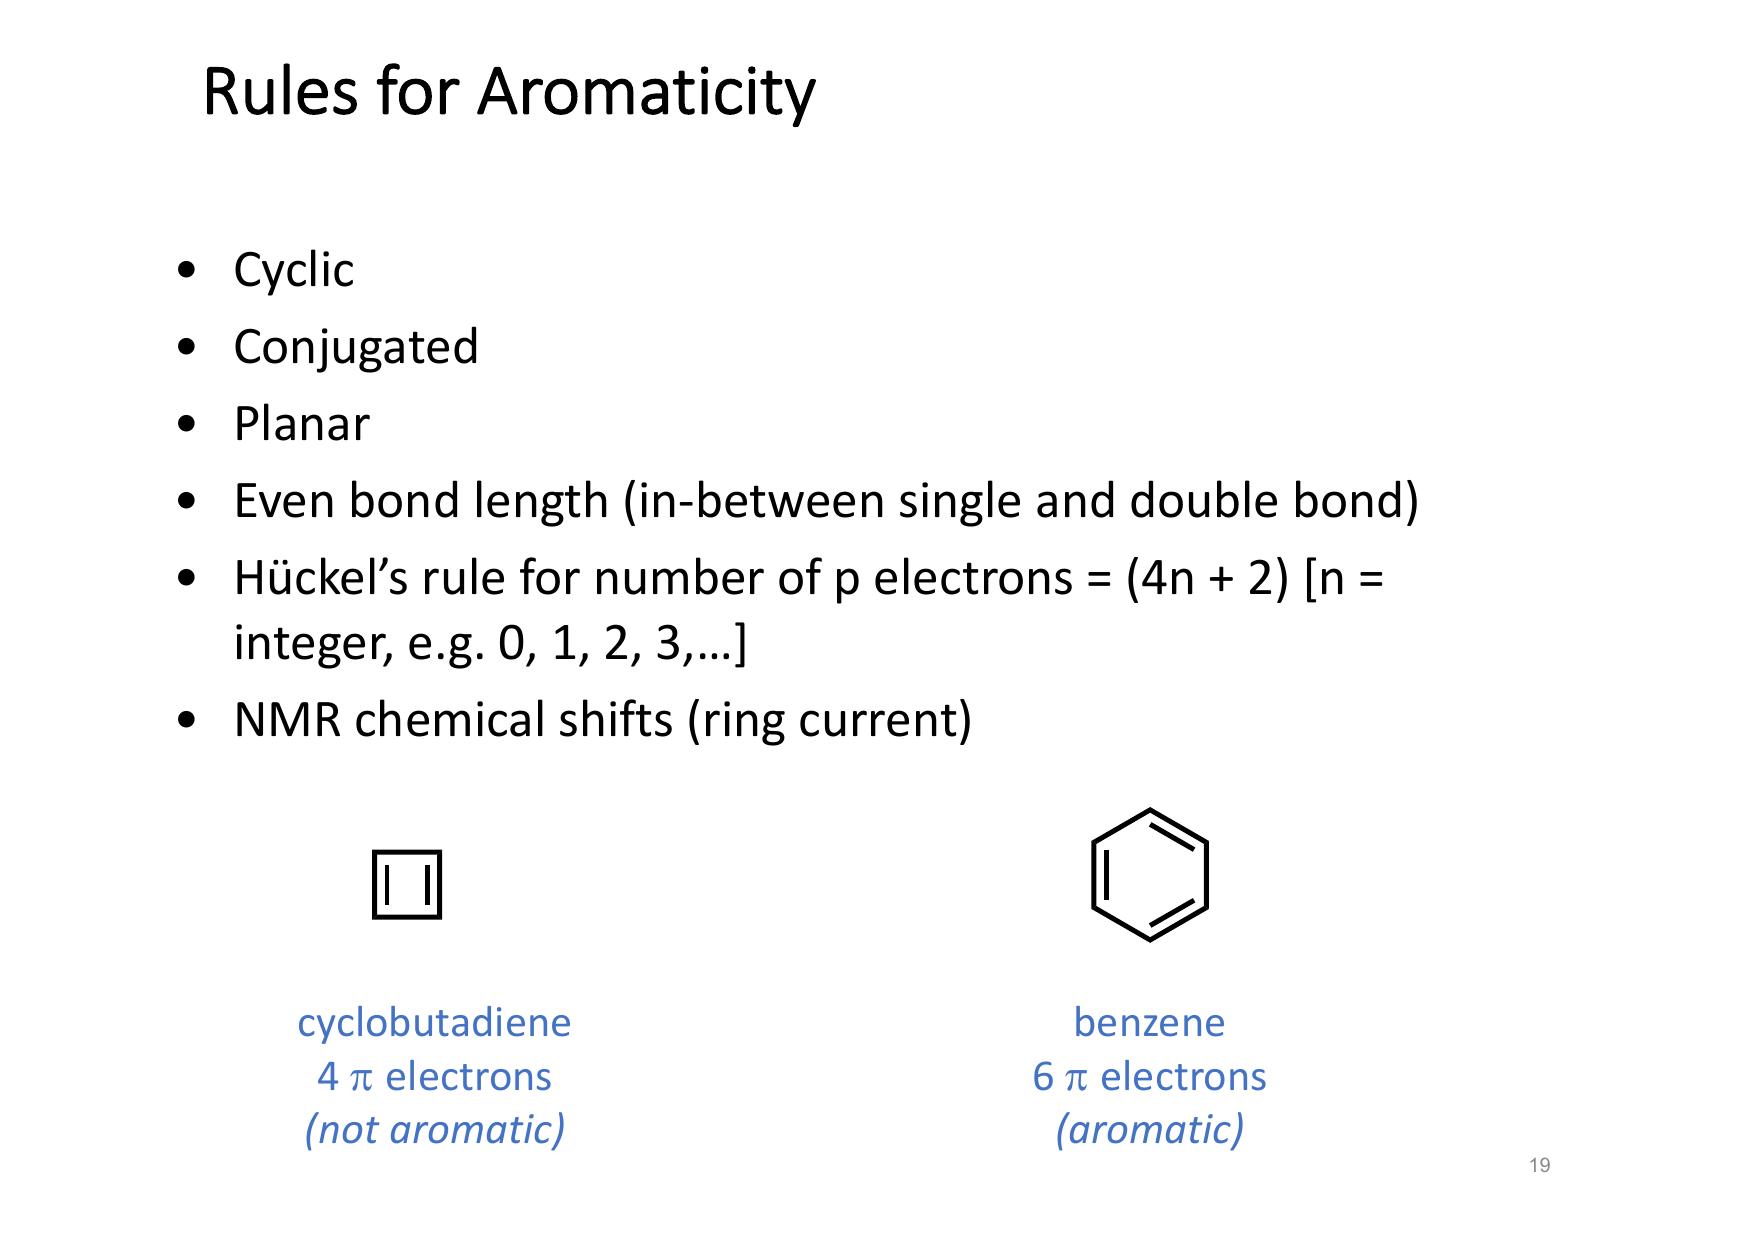 Rules for Aromaticity
• Cyclic
• Conjugated
• Planar
• Even bond length (in-between single and double bond)
• Hückel’s rule for number of p electrons = (4n + 2) [n =
integer, e.g. 0, 1, 2, 3,…]
• NMR chemical shifts (ring current)
cyclobutadiene
4 π electrons
(not aromatic)
benzene
6 π electrons
(aromatic)
19